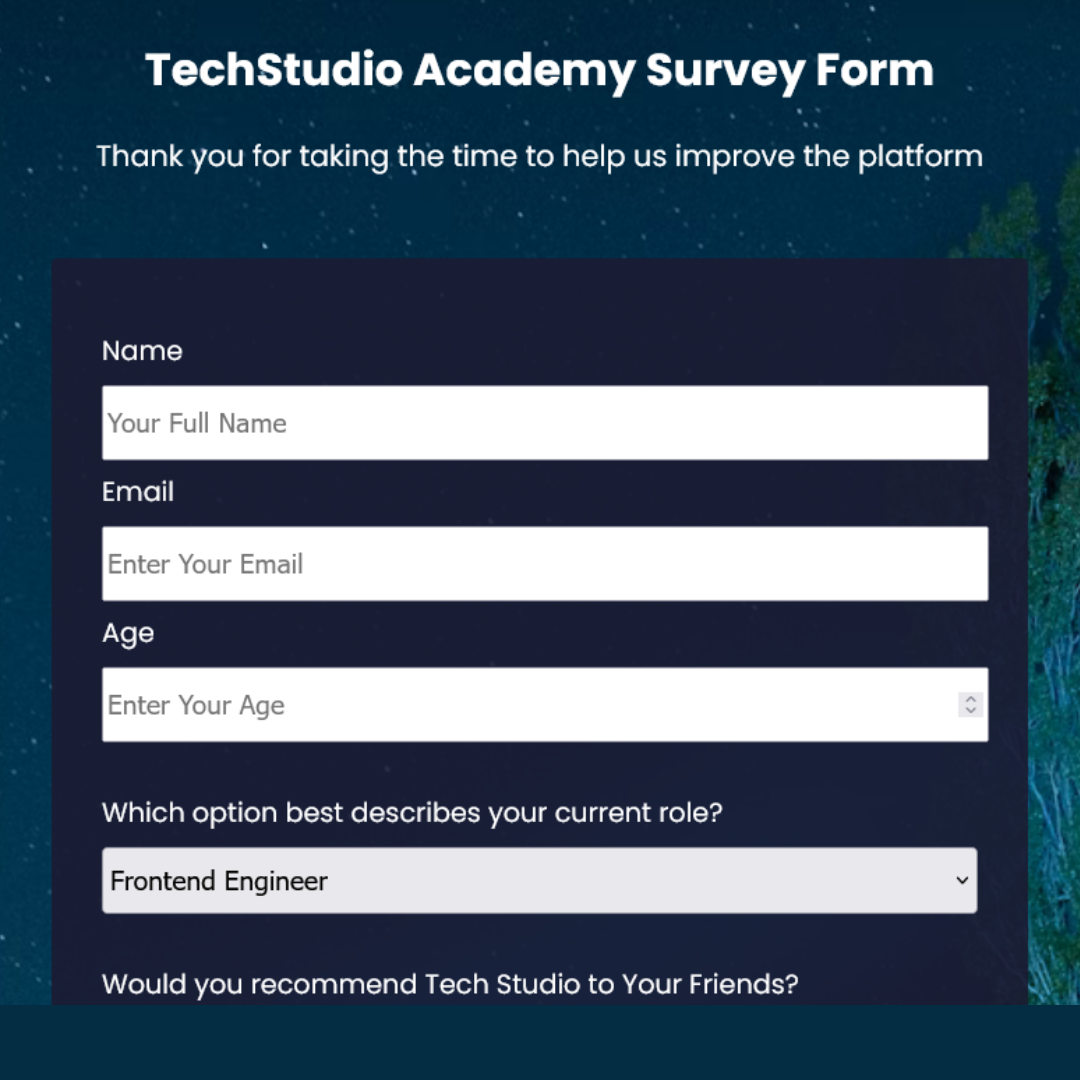 TechStudio Academy Survey Form
Thank you for taking the time to help us improve the platform
Name
Your Full Name
Email
Enter Your Email
Age
Enter Your Age
Which option best describes your current role?
Frontend Engineer
Would you recommend Tech Studio to Your Friends?